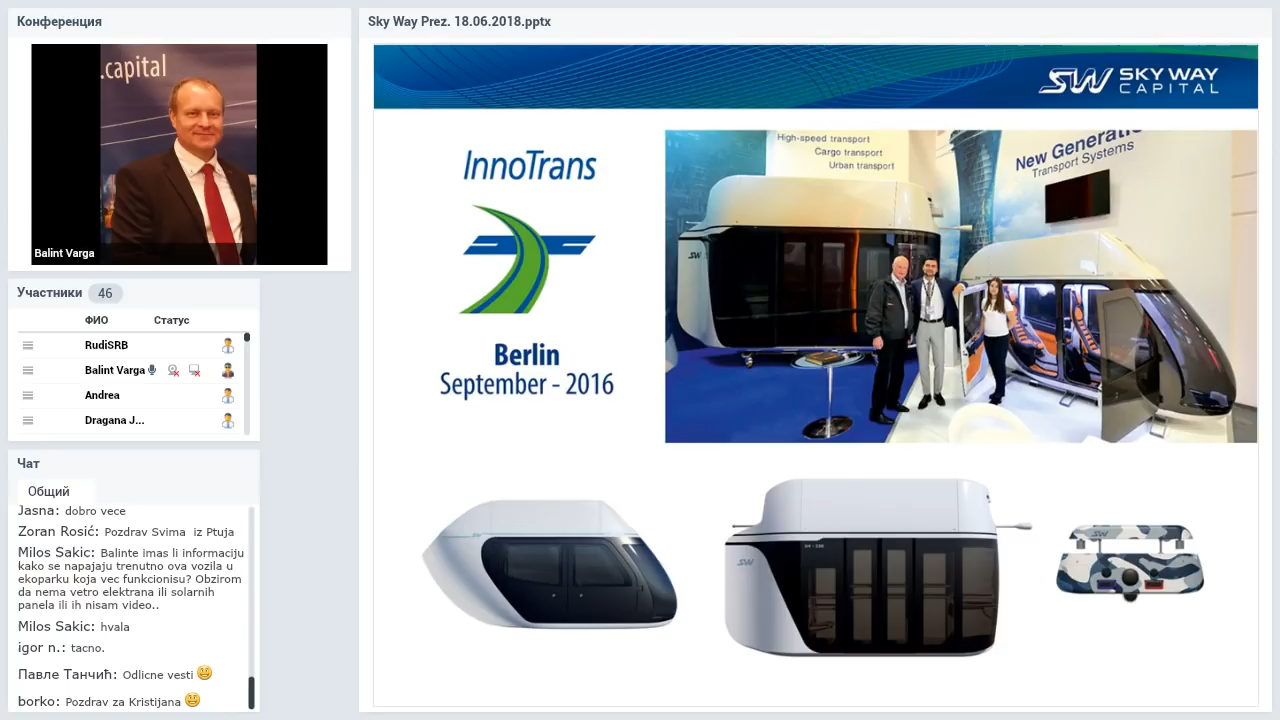 Конференция
.capital
Balint Varga
Участники 46
ФИО Статус
RudiSRB
Balint Varga
Andrea
Dragana J...
Чат
Общий
Jasna: dobro vece
Zoran Rosić: Pozdrav Svima iz Ptuja
Milos Sakic: Balinte imas li informaciju
kako se napajaju trenutno ova vozila u
ekoparku koja vec funkcionisu? Obzirom
da nema vetro elektrana ili solarnih
panela ili ih nisam video..
Milos Sakic: hvala
igor n.: tacno.
Павле Танчић: Odlicne vesti
borko: Pozdrav za Kristijana
Sky Way Prez. 18.06.2018.pptx
SW SKY WAY
CAPITAL
InnoTrans
Berlin
September - 2016
High-speed transport
Cargo transport
Urban transport
New Generation
Transport Systems
SW
SW
SW